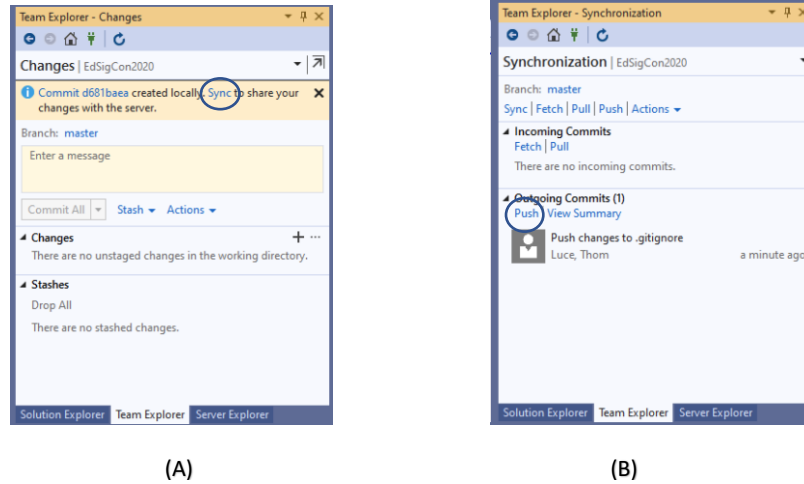 Team Explorer - Changes
Changes | EdSigCon2020
Commit d681baea created locally. Sync to share your
changes with the server.
Branch: master
Enter a message
Commit All Stash Actions
Changes
There are no unstaged changes in the working directory.
Stashes
Drop All
There are no stashed changes.
Solution Explorer Team Explorer Server Explorer
(A)
Team Explorer - Synchronization
Synchronization | EdSigCon2020
Branch: master
Sync | Fetch | Pull | Push | Actions
Incoming Commits
Fetch | Pull
There are no incoming commits.
Outgoing Commits (1)
Push View Summary
Push changes to .gitignore
Luce, Thom a minute ago
Solution Explorer Team Explorer Server Explorer
(B)